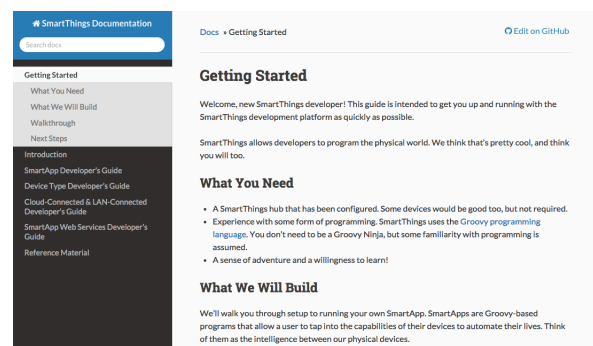 SmartThings Documentation
Search docs
Getting Started
What You Need
What We Will Build
Walkthrough
Next Steps
Introduction
SmartApp Developer's Guide
Device Type Developer's Guide
Cloud-Connected & LAN-Connected
Developer's Guide
SmartApp Web Services Developer's
Guide
Reference Material
Docs » Getting Started
Edit on GitHub
Getting Started
Welcome, new SmartThings developer! This guide is intended to get you up and running with the
SmartThings development platform as quickly as possible.
SmartThings allows developers to program the physical world. We think that's pretty cool, and think
you will too.
What You Need
• A SmartThings hub that has been configured. Some devices would be good too, but not required.
• Experience with some form of programming. SmartThings uses the Groovy programming
language. You don't need to be a Groovy Ninja, but some familiarity with programming is
assumed.
• A sense of adventure and a willingness to learn!
What We Will Build
We'll walk you through setup to running your own SmartApp. SmartApps are Groovy-based
programs that allow a user to tap into the capabilities of their devices to automate their lives. Think
of them as the intelligence between our physical devices.